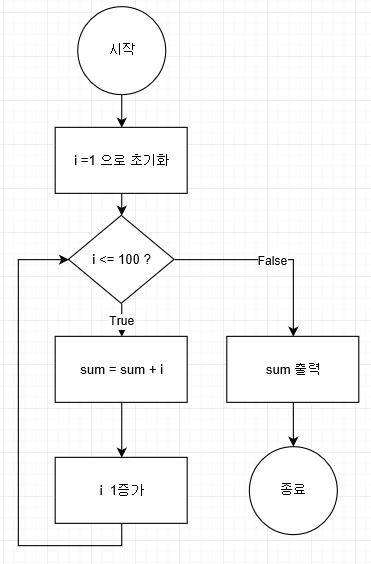 시작
i =1 으로 초기화
i <= 100 ?
False
True
sum = sum + i
sum 출력
i 1증가
종료